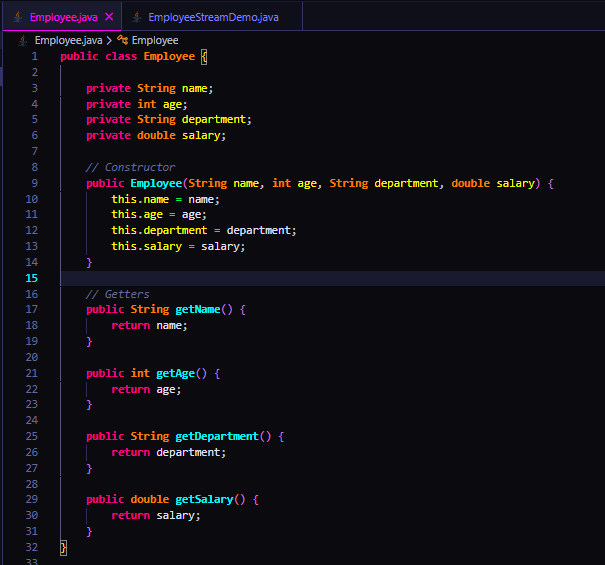 Employee.java × EmployeeStreamDemo.java
Employee.java > Employee
1 public class Employee {
2
3     private String name;
4     private int age;
5     private String department;
6     private double salary;
7
8     // Constructor
9     public Employee(String name, int age, String department, double salary) {
10         this.name = name;
11         this.age = age;
12         this.department = department;
13         this.salary = salary;
14     }
15
16     // Getters
17     public String getName() {
18         return name;
19     }
20
21     public int getAge() {
22         return age;
23     }
24
25     public String getDepartment() {
26         return department;
27     }
28
29     public double getSalary() {
30         return salary;
31     }
32 }
33